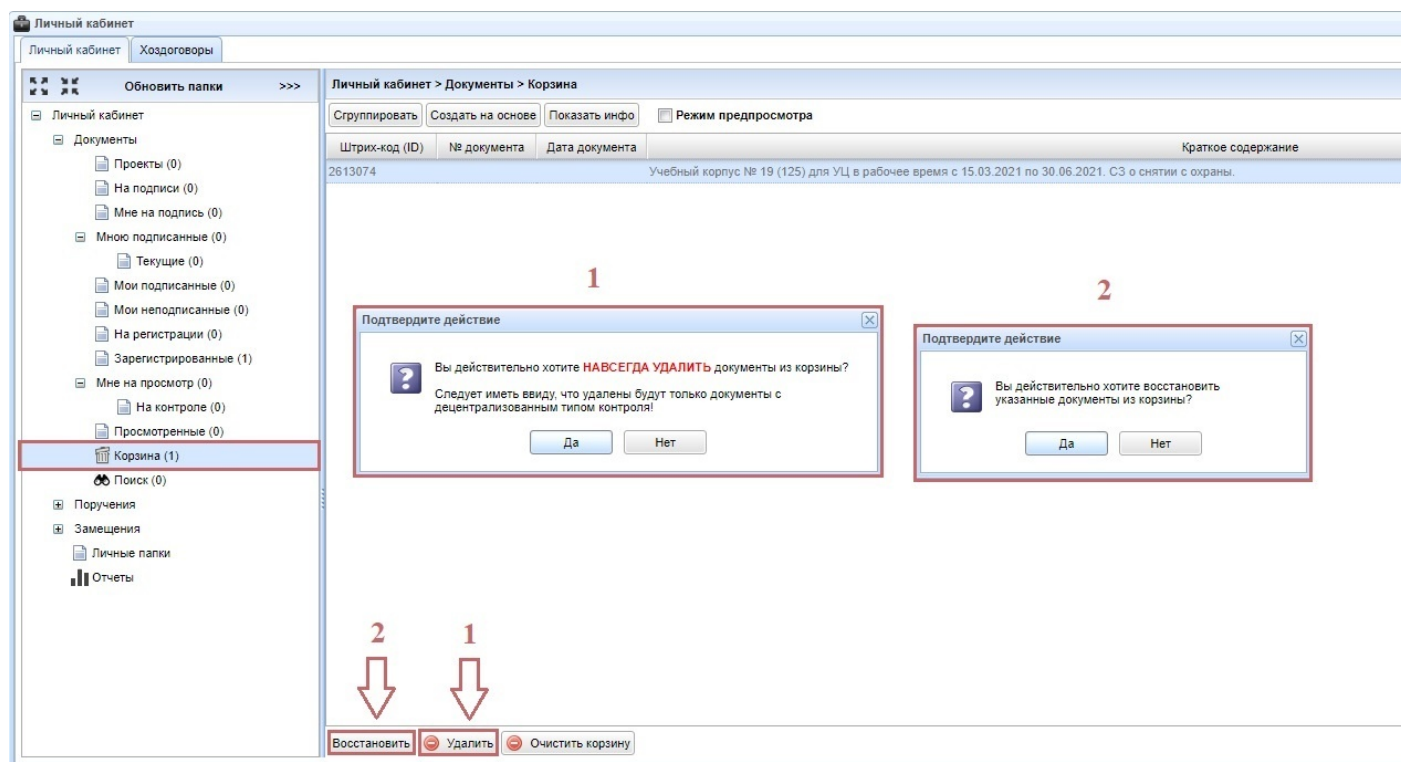 Личный кабинет
Личный кабинет Хоздоговоры
Обновить папки >>>
Личный кабинет
Документы
Проекты (0)
На подписи (0)
Мне на подпись (0)
Мною подписанные (0)
Текущие (0)
Мои подписанные (0)
Мои неподписанные (0)
На регистрации (0)
Зарегистрированные (1)
Мне на просмотр (0)
На контроле (0)
Просмотренные (0)
Корзина (1)
Поиск (0)
Поручения
Замещения
Личные папки
Отчеты
Личный кабинет > Документы > Корзина
Сгруппировать Создать на основе Показать инфо Режим предпросмотра
Штрих-код (ID) № документа Дата документа Краткое содержание
2613074 Учебный корпус № 19 (125) для УЦ в рабочее время с 15.03.2021 по 30.06.2021. СЗ о снятии с охраны.
1
Подтвердите действие
Вы действительно хотите НАВСЕГДА УДАЛИТЬ документы из корзины?
Следует иметь ввиду, что удалены будут только документы с
децентрализованным типом контроля!
Да Нет
2
Подтвердите действие
Вы действительно хотите восстановить
указанные документы из корзины?
Да Нет
2 1
Восстановить Удалить Очистить корзину